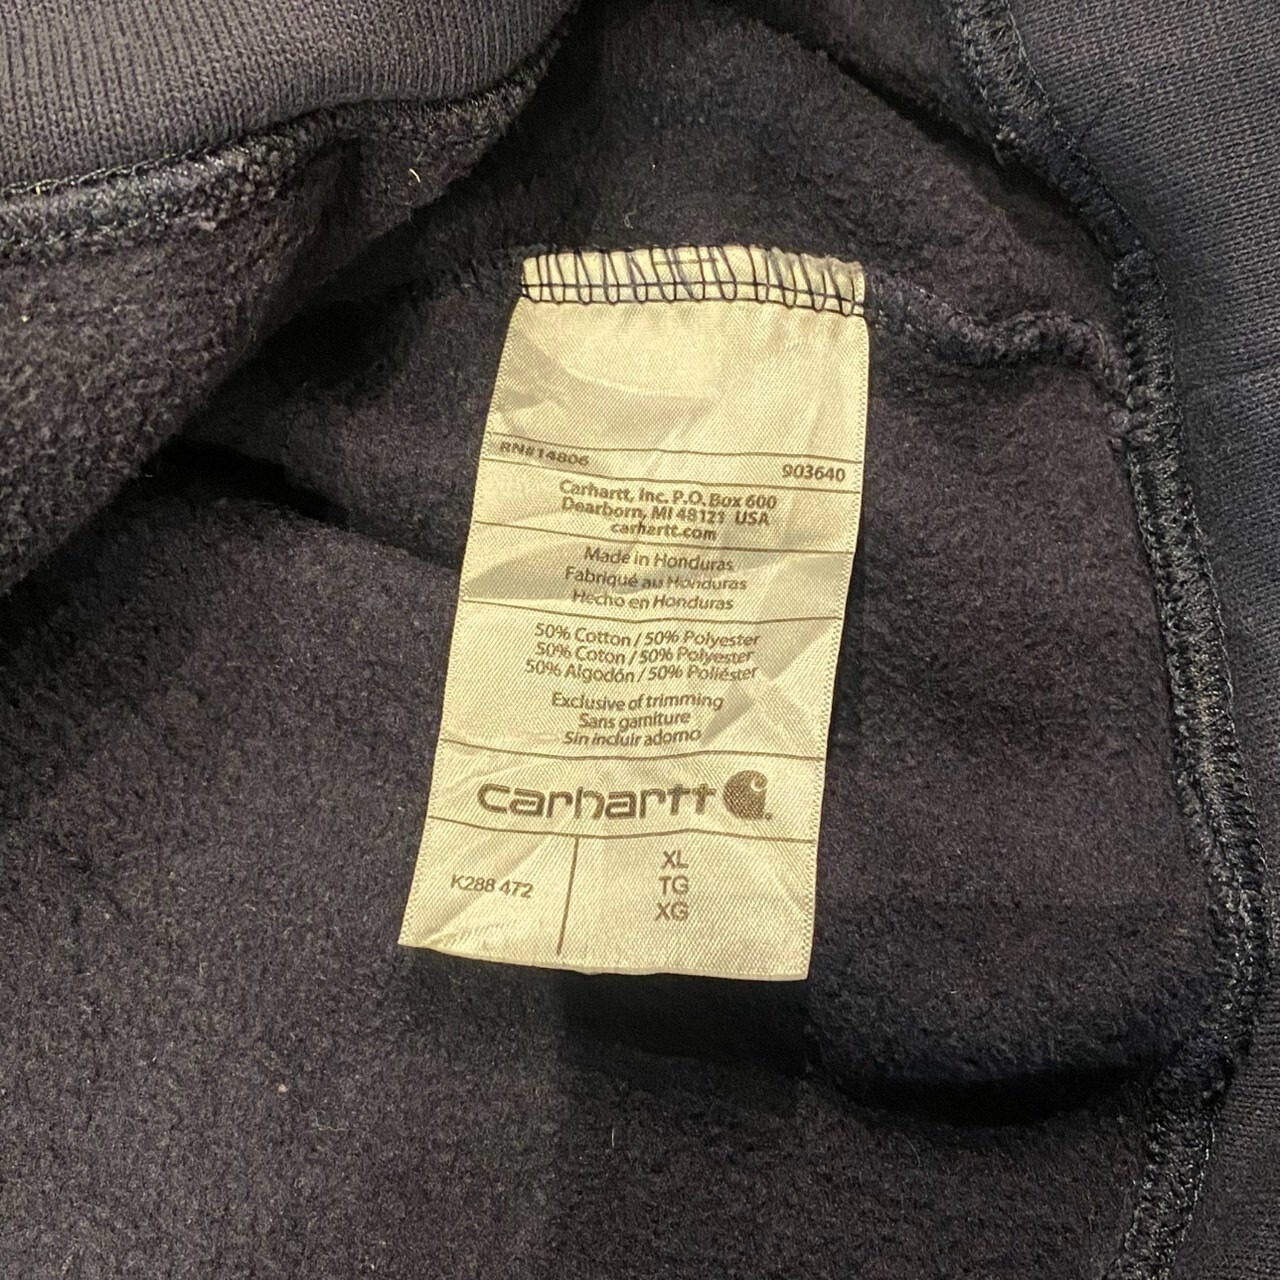 RN#14806 903640
Carhartt, Inc. P.O. Box 600
Dearborn, MI 48121 USA
carhartt.com
Made in Honduras
Fabriqué au Honduras
Hecho en Honduras
50% Cotton / 50% Polyester
50% Coton / 50% Polyester
50% Algodón / 50% Poliéster
Exclusive of trimming
Sans garniture
Sin incluir adorno
carhartt
K288 472
XL
TG
XG